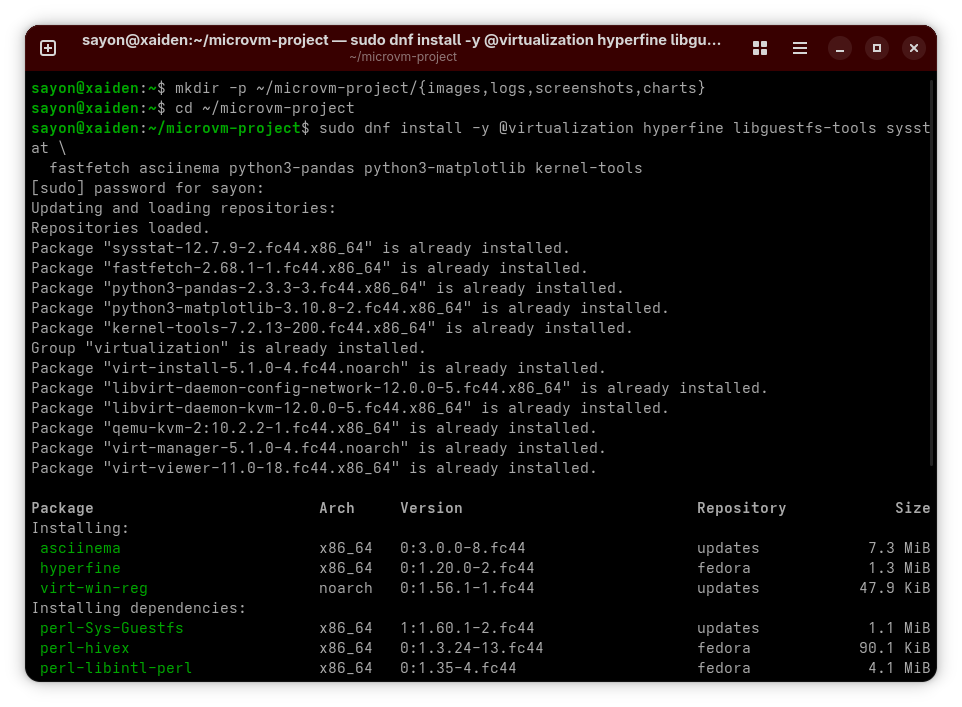 sayon@xaiden:~/microvm-project — sudo dnf install -y @virtualization hyperfine libgu…
~/microvm-project
sayon@xaiden:~$ mkdir -p ~/microvm-project/{images,logs,screenshots,charts}
sayon@xaiden:~$ cd ~/microvm-project
sayon@xaiden:~/microvm-project$ sudo dnf install -y @virtualization hyperfine libguestfs-tools sysst
at \
  fastfetch asciinema python3-pandas python3-matplotlib kernel-tools
[sudo] password for sayon:
Updating and loading repositories:
Repositories loaded.
Package "sysstat-12.7.9-2.fc44.x86_64" is already installed.
Package "fastfetch-2.68.1-1.fc44.x86_64" is already installed.
Package "python3-pandas-2.3.3-3.fc44.x86_64" is already installed.
Package "python3-matplotlib-3.10.8-2.fc44.x86_64" is already installed.
Package "kernel-tools-7.2.13-200.fc44.x86_64" is already installed.
Group "virtualization" is already installed.
Package "virt-install-5.1.0-4.fc44.noarch" is already installed.
Package "libvirt-daemon-config-network-12.0.0-5.fc44.x86_64" is already installed.
Package "libvirt-daemon-kvm-12.0.0-5.fc44.x86_64" is already installed.
Package "qemu-kvm-2:10.2.2-1.fc44.x86_64" is already installed.
Package "virt-manager-5.1.0-4.fc44.noarch" is already installed.
Package "virt-viewer-11.0-18.fc44.x86_64" is already installed.
Package                         Arch     Version                          Repository            Size
Installing:
 asciinema                      x86_64   0:3.0.0-8.fc44                   updates            7.3 MiB
 hyperfine                      x86_64   0:1.20.0-2.fc44                  fedora             1.3 MiB
 virt-win-reg                   noarch   0:1.56.1-1.fc44                  updates           47.9 KiB
Installing dependencies:
 perl-Sys-Guestfs               x86_64   1:1.60.1-2.fc44                  updates            1.1 MiB
 perl-hivex                     x86_64   0:1.3.24-13.fc44                 fedora            90.1 KiB
 perl-libintl-perl              x86_64   0:1.35-4.fc44                    fedora             4.1 MiB